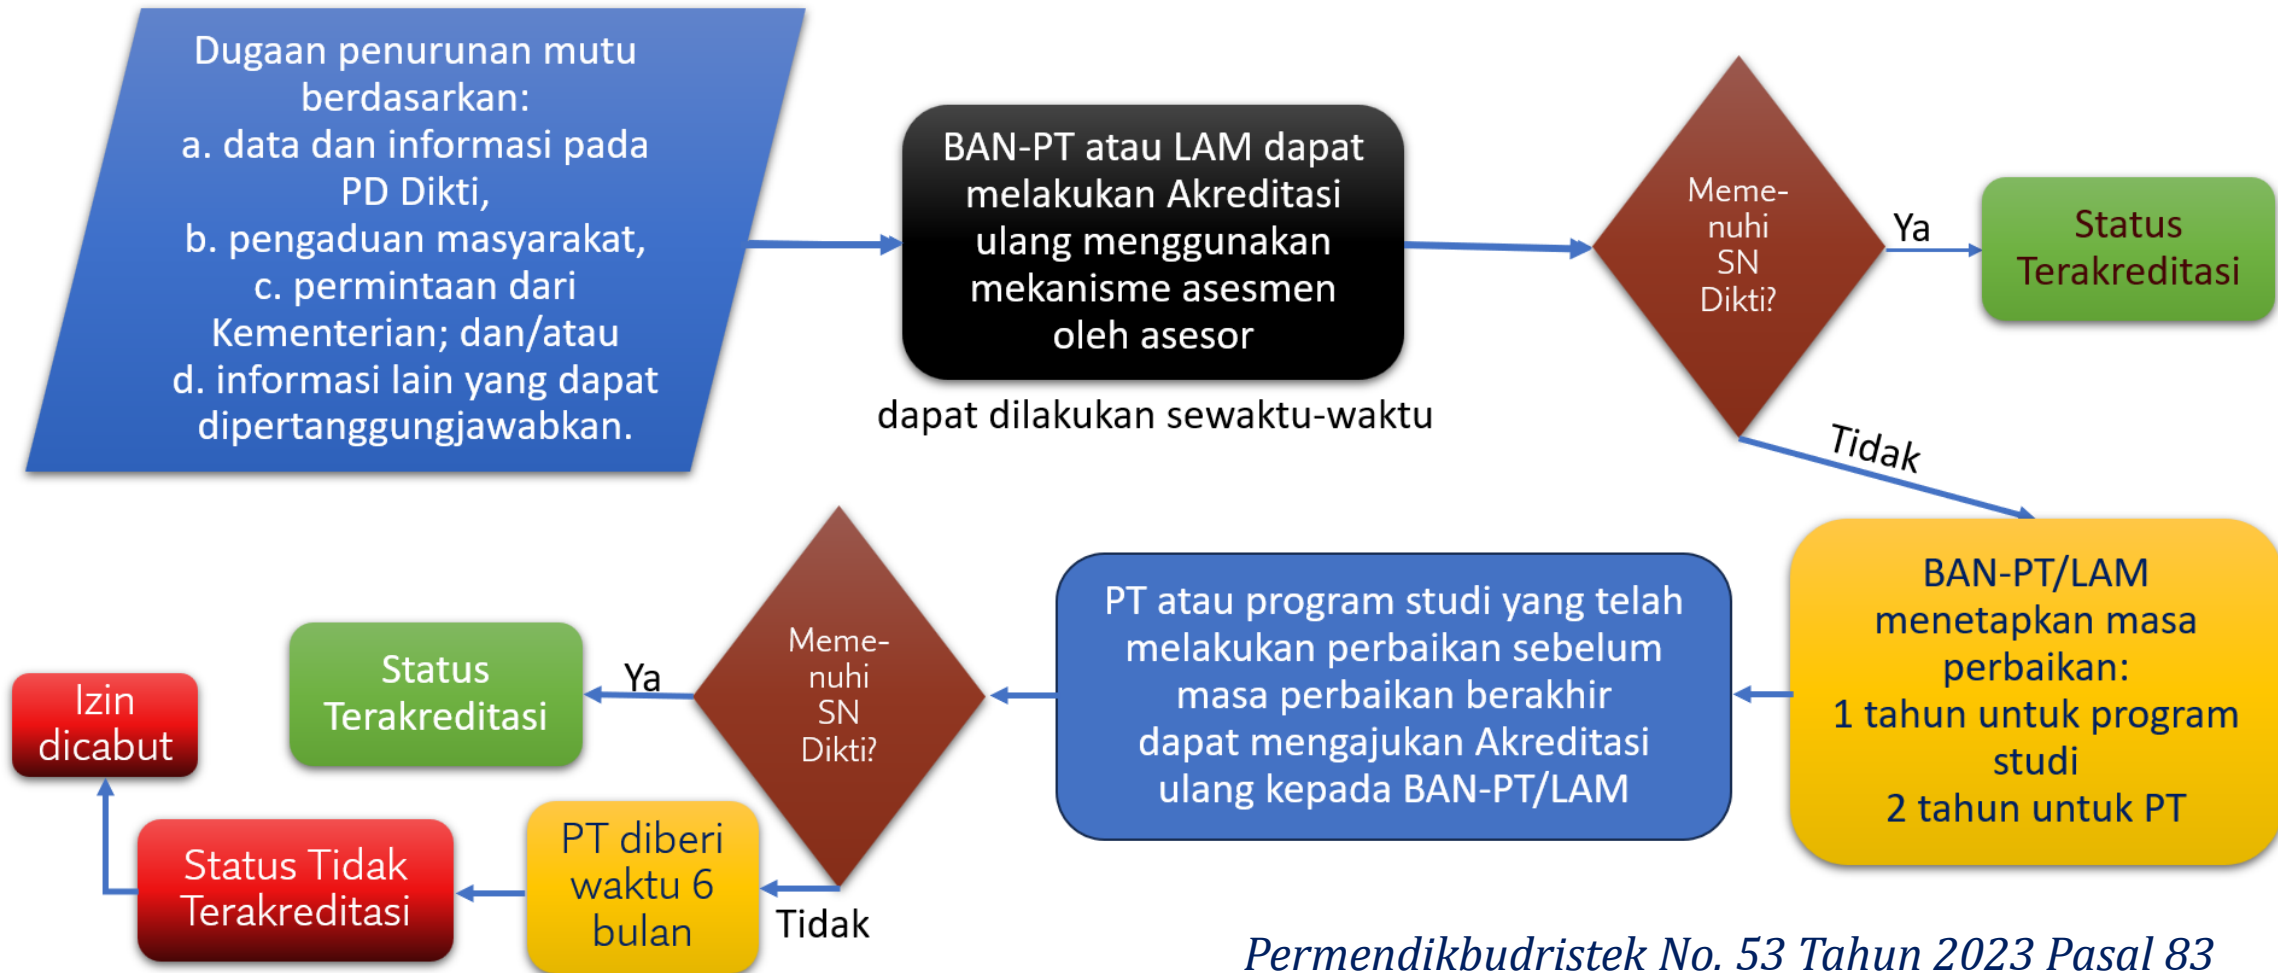 Dugaan penurunan mutu
berdasarkan:
a. data dan informasi pada
PD Dikti,
b. pengaduan masyarakat,
c. permintaan dari
Kementerian; dan/atau
d. informasi lain yang dapat
dipertanggungjawabkan.
BAN-PT atau LAM dapat
melakukan Akreditasi
ulang menggunakan
mekanisme asesmen
oleh asesor
dapat dilakukan sewaktu-waktu
Meme-
nuhi
SN
Dikti?
Ya
Status
Terakreditasi
Tidak
BAN-PT/LAM
menetapkan masa
perbaikan:
1 tahun untuk program
studi
2 tahun untuk PT
PT atau program studi yang telah
melakukan perbaikan sebelum
masa perbaikan berakhir
dapat mengajukan Akreditasi
ulang kepada BAN-PT/LAM
Meme-
nuhi
SN
Dikti?
Ya
Status
Terakreditasi
Tidak
PT diberi
waktu 6
bulan
Status Tidak
Terakreditasi
Izin
dicabut
Permendikbudristek No. 53 Tahun 2023 Pasal 83